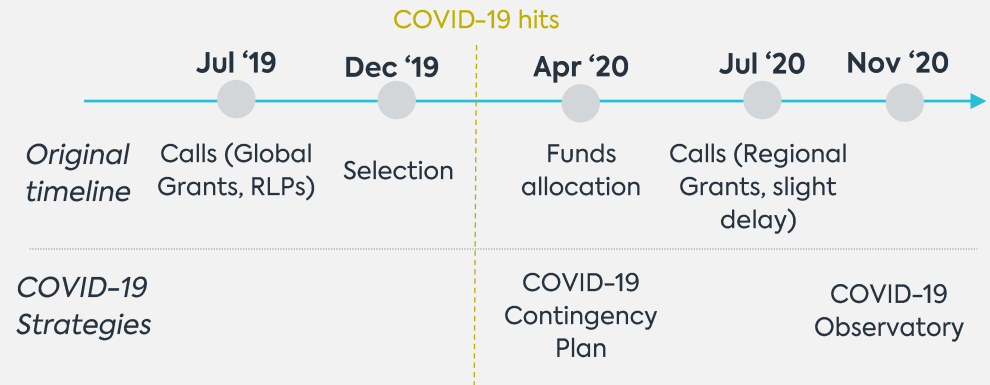 COVID-19 hits
Jul ‘19
Dec ‘19
Apr ‘20
Jul ‘20
Nov ‘20
Original
timeline
Calls (Global
Grants, RLPs)
Selection
Funds
allocation
Calls (Regional
Grants, slight
delay)
COVID-19
Strategies
COVID-19
Contingency
Plan
COVID-19
Observatory